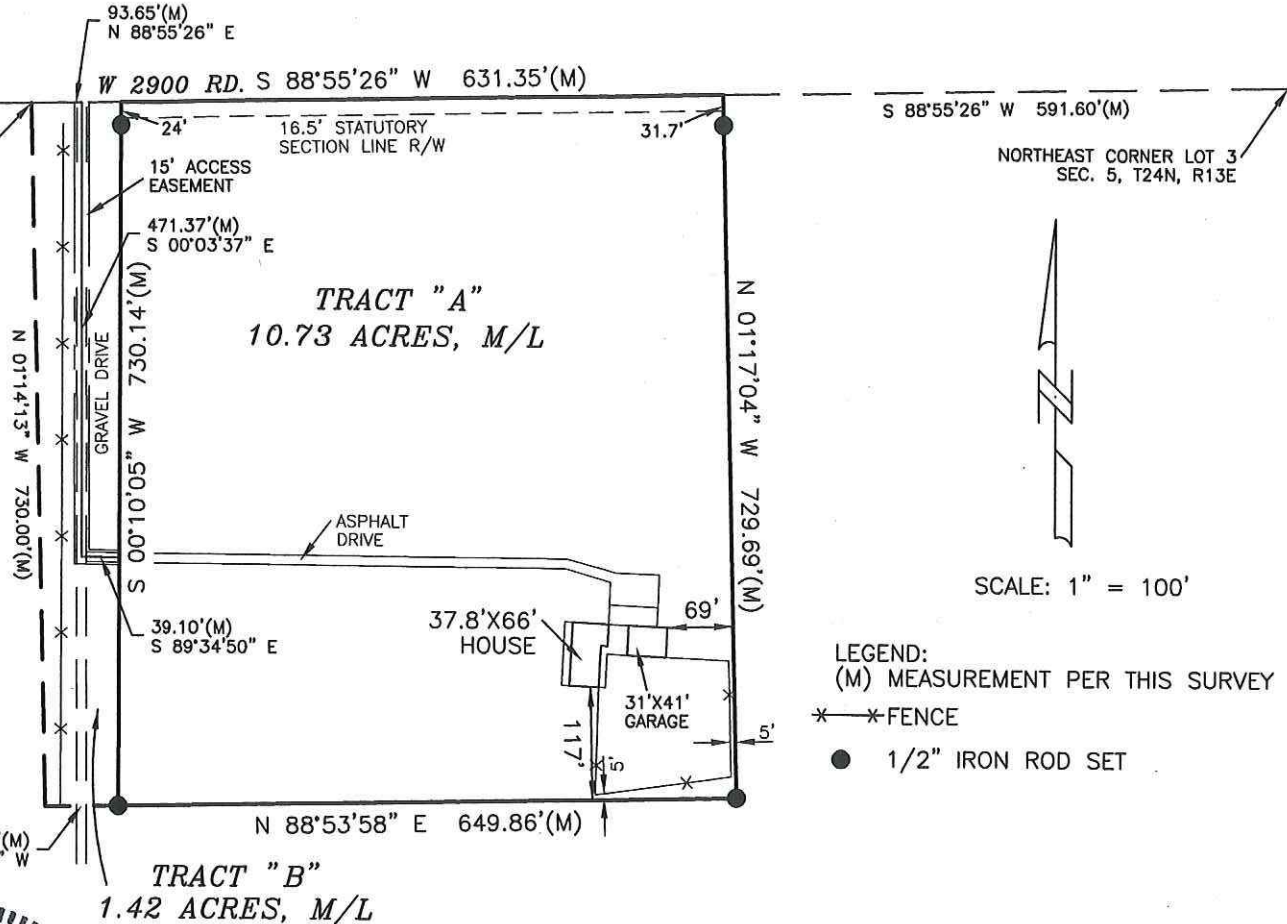 93.65'(M)
N 88°55'26" E
W 2900 RD. S 88°55'26" W 631.35'(M)
S 88°55'26" W 591.60'(M)
24'
16.5' STATUTORY
SECTION LINE R/W
31.7'
NORTHEAST CORNER LOT 3
SEC. 5, T24N, R13E
15' ACCESS
EASEMENT
471.37'(M)
S 00°03'37" E
TRACT "A"
10.73 ACRES, M/L
N 01°14'13" W 730.00'(M)
GRAVEL DRIVE
S 00°10'05" W 730.14'(M)
N 01°17'04" W 729.69'(M)
N
ASPHALT
DRIVE
SCALE: 1" = 100'
39.10'(M)
S 89°34'50" E
37.8'X66'
HOUSE
69'
31'X41'
GARAGE
117'
5'
5'
LEGEND:
(M) MEASUREMENT PER THIS SURVEY
FENCE
1/2" IRON ROD SET
N 88°53'58" E 649.86'(M)
'(M)
" W
TRACT "B"
1.42 ACRES, M/L